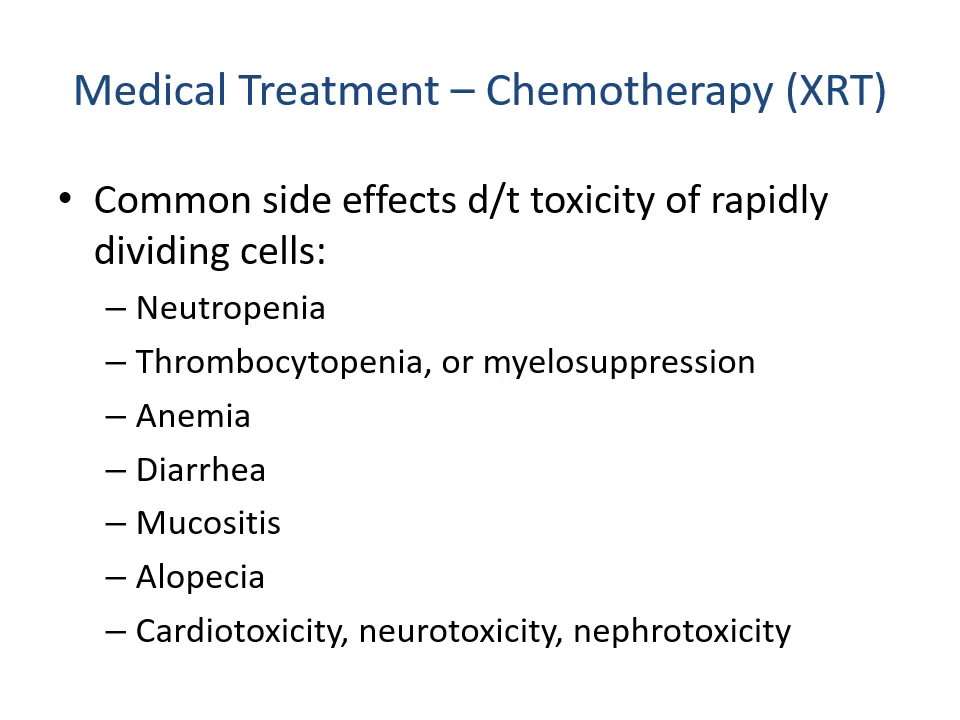 Medical Treatment – Chemotherapy (XRT)
• Common side effects d/t toxicity of rapidly
dividing cells:
– Neutropenia
– Thrombocytopenia, or myelosuppression
– Anemia
– Diarrhea
– Mucositis
– Alopecia
– Cardiotoxicity, neurotoxicity, nephrotoxicity